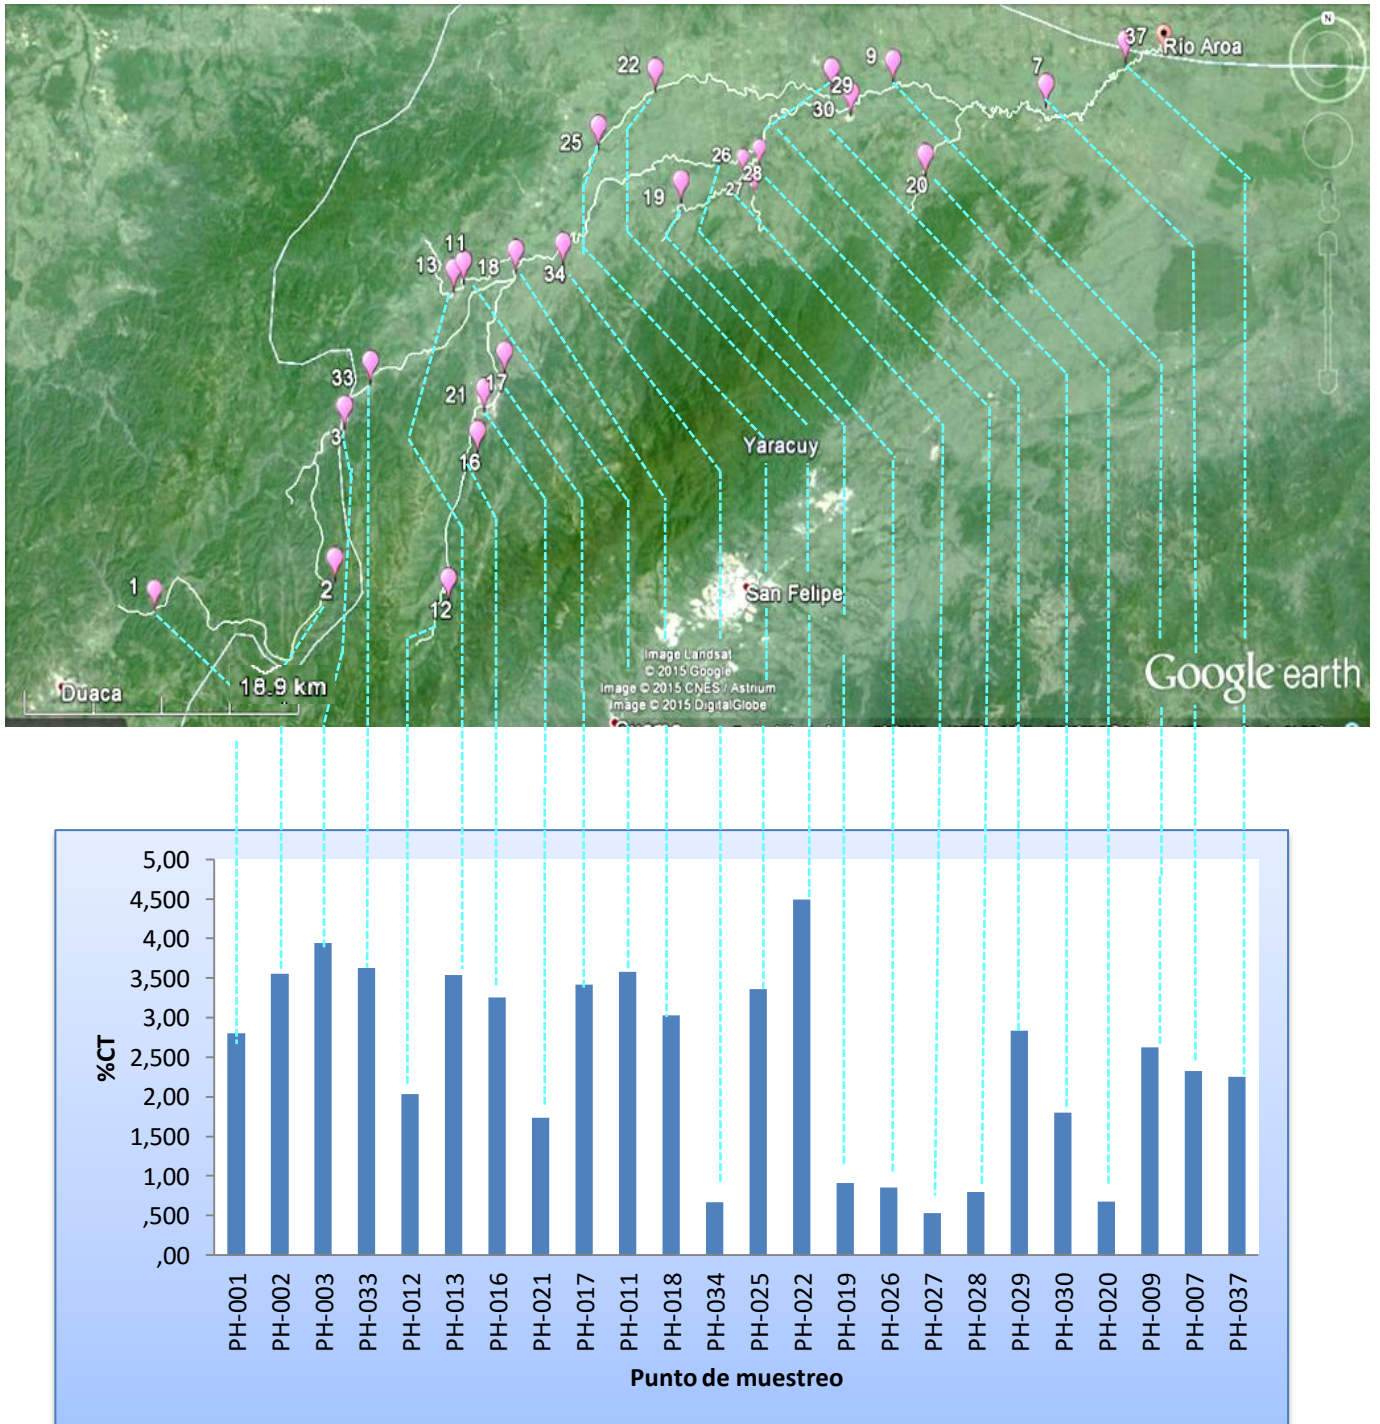 N
37
Río Aroa
9
22
7
29
30
25
26
28
20
27
19
11
13
18
34
33
17
21
3
16
Yaracuy
1
2
12
San Felipe
Image Landsat
© 2015 Google
Image © 2015 CNES / Astrium
Image © 2015 DigitalGlobe
Google earth
18.9 km
Duaca
5,00
4,500
4,00
3,500
3,00
2,500
2,00
1,500
1,00
,500
,00
%CT
PH-001
PH-002
PH-003
PH-033
PH-012
PH-013
PH-016
PH-021
PH-017
PH-011
PH-018
PH-034
PH-025
PH-022
PH-019
PH-026
PH-027
PH-028
PH-029
PH-030
PH-020
PH-009
PH-007
PH-037
Punto de muestreo